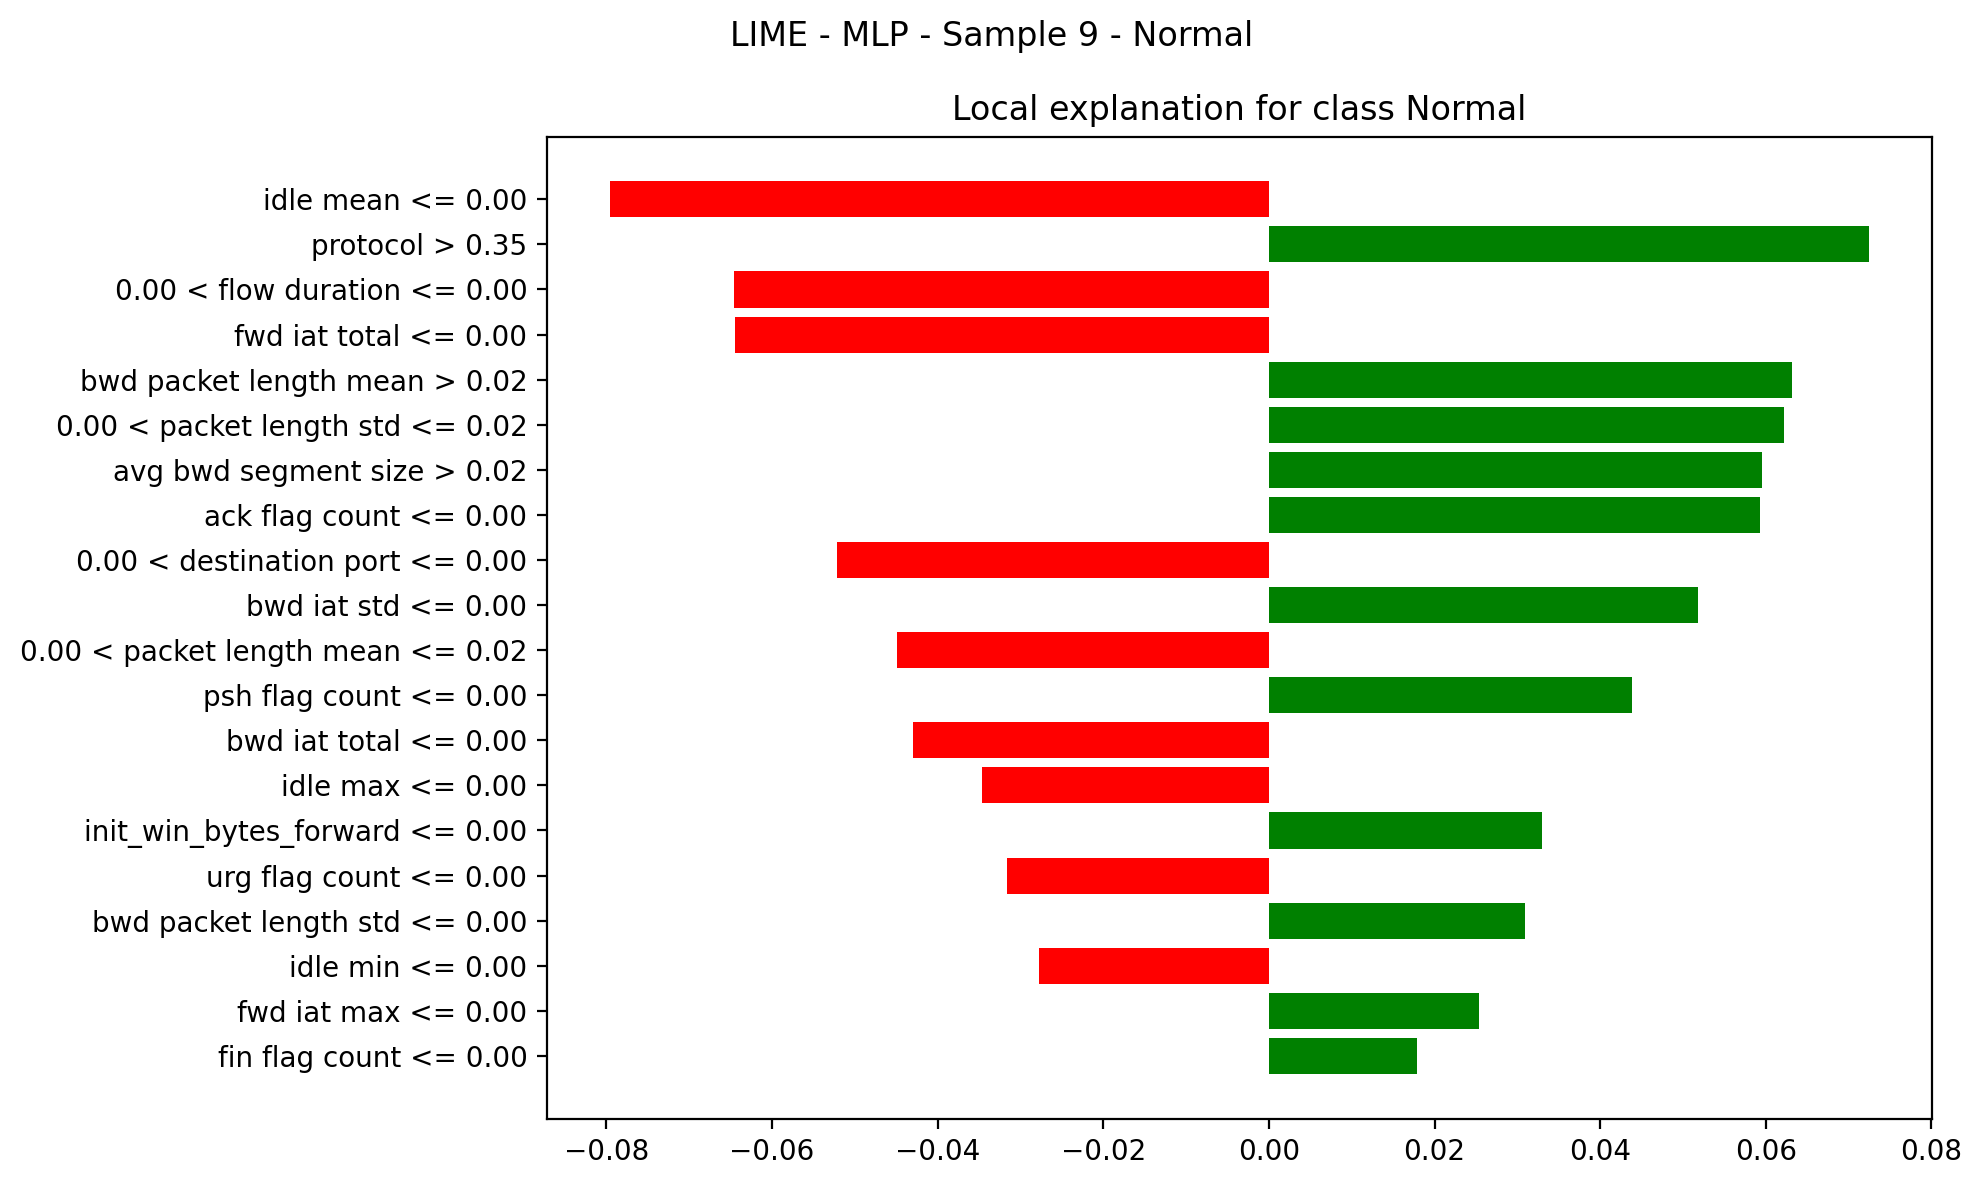 LIME - MLP - Sample 9 - Normal
Local explanation for class Normal
idle mean <= 0.00
protocol > 0.35
0.00 < flow duration <= 0.00
fwd iat total <= 0.00
bwd packet length mean > 0.02
0.00 < packet length std <= 0.02
avg bwd segment size > 0.02
ack flag count <= 0.00
0.00 < destination port <= 0.00
bwd iat std <= 0.00
0.00 < packet length mean <= 0.02
psh flag count <= 0.00
bwd iat total <= 0.00
idle max <= 0.00
init_win_bytes_forward <= 0.00
urg flag count <= 0.00
bwd packet length std <= 0.00
idle min <= 0.00
fwd iat max <= 0.00
fin flag count <= 0.00
−0.08 −0.06 −0.04 −0.02 0.00 0.02 0.04 0.06 0.08